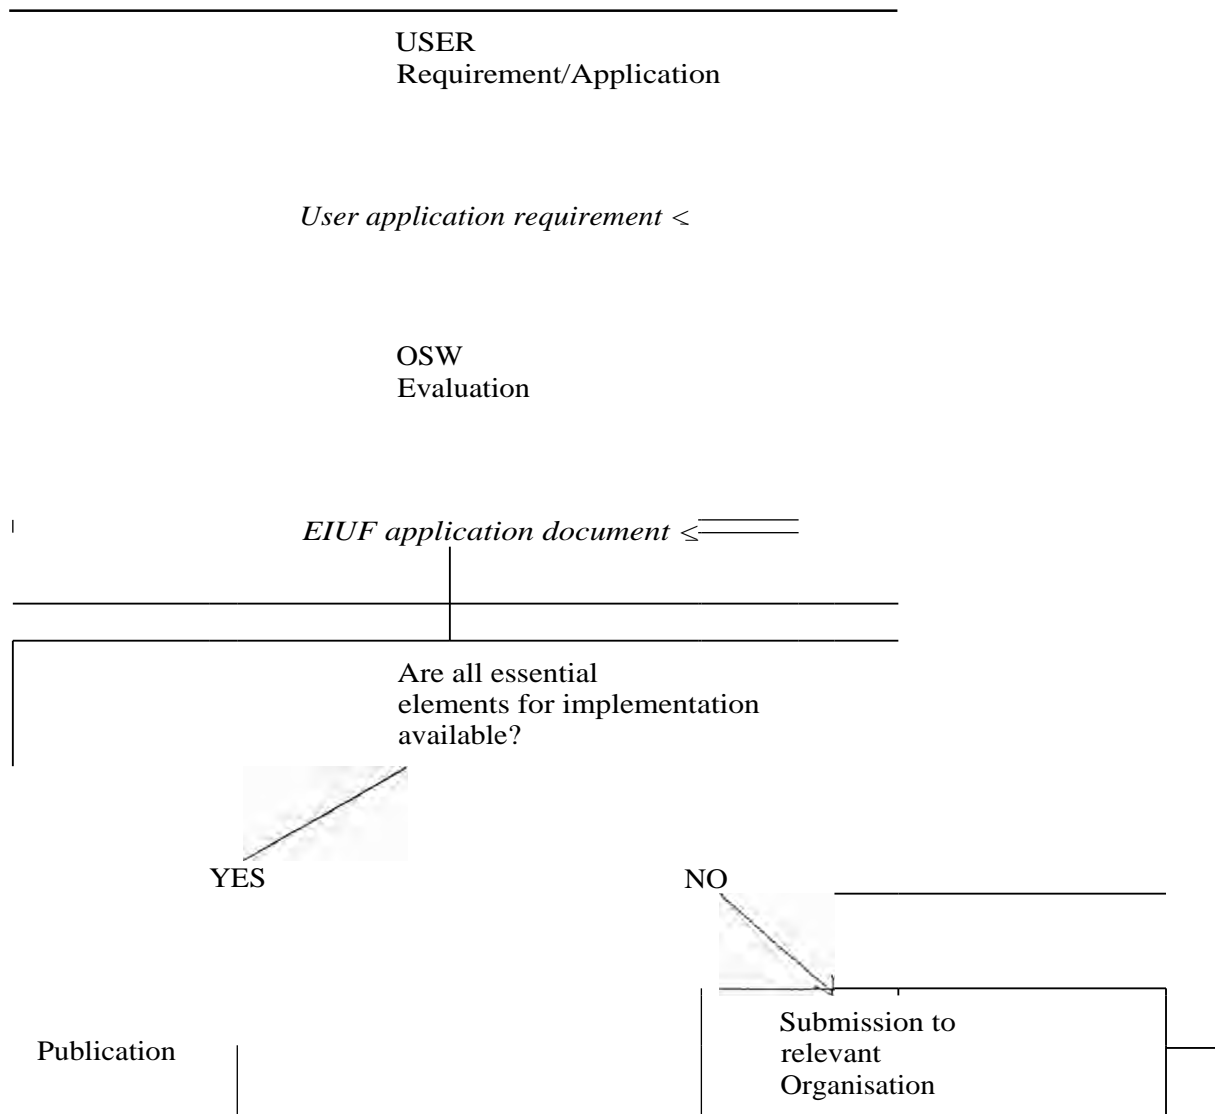 USER
Requirement/Application
User application requirement <
OSW
Evaluation
EIUF application document ≤
Are all essential
elements for implementation
available?
YES
NO
Publication
Submission to
relevant
Organisation